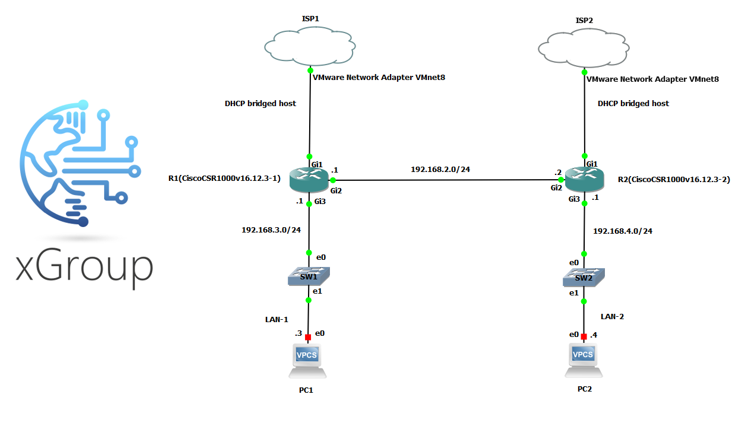 ISP1
ISP2
VMware Network Adapter VMnet8
VMware Network Adapter VMnet8
DHCP bridged host
DHCP bridged host
Gi1
.1
192.168.2.0/24
.2
Gi1
R1(CiscoCSR1000v16.12.3-1)
Gi2
Gi2
R2(CiscoCSR1000v16.12.3-2)
.1
Gi3
Gi3
.1
192.168.3.0/24
192.168.4.0/24
xGroup
e0
e0
SW1
SW2
e1
e1
LAN-1
LAN-2
.3
e0
e0
.4
VPCS
VPCS
PC1
PC2